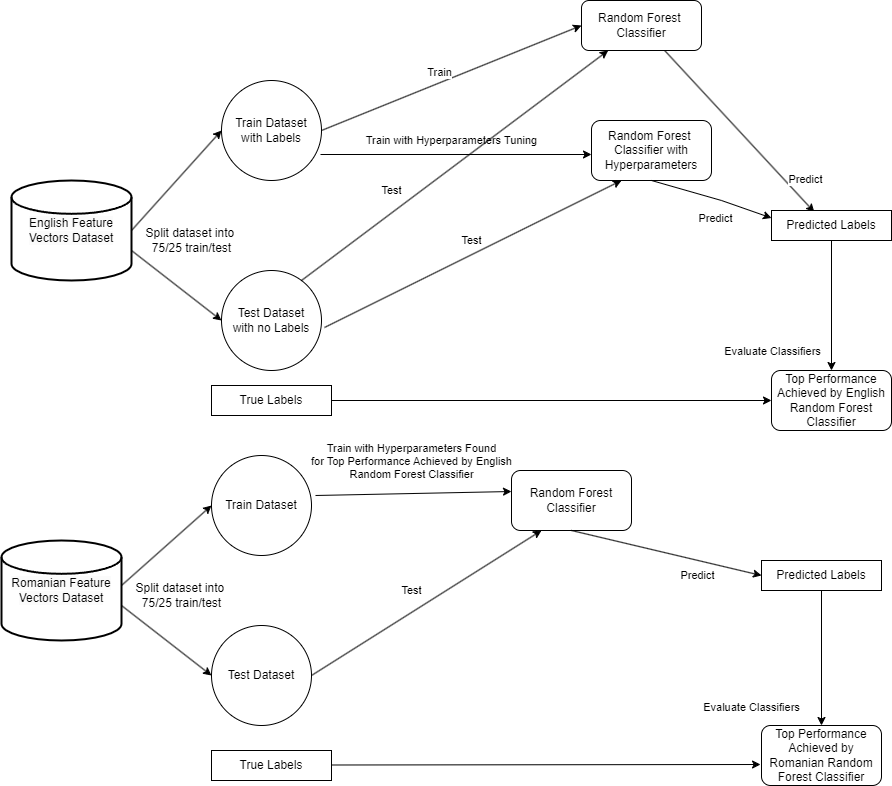 Random Forest
Classifier
Train
Train Dataset
with Labels
Train with Hyperparameters Tuning
Random Forest
Classifier with
Hyperparameters
Test
Predict
English Feature
Vectors Dataset
Split dataset into
75/25 train/test
Test
Predict
Predicted Labels
Test Dataset
with no Labels
Evaluate Classifiers
True Labels
Top Performance
Achieved by English
Random Forest
Classifier
Train with Hyperparameters Found
for Top Performance Achieved by English
Random Forest Classifier
Train Dataset
Random Forest
Classifier
Romanian Feature
Vectors Dataset
Split dataset into
75/25 train/test
Test
Predict
Predicted Labels
Test Dataset
Evaluate Classifiers
True Labels
Top Performance
Achieved by
Romanian Random
Forest Classifier